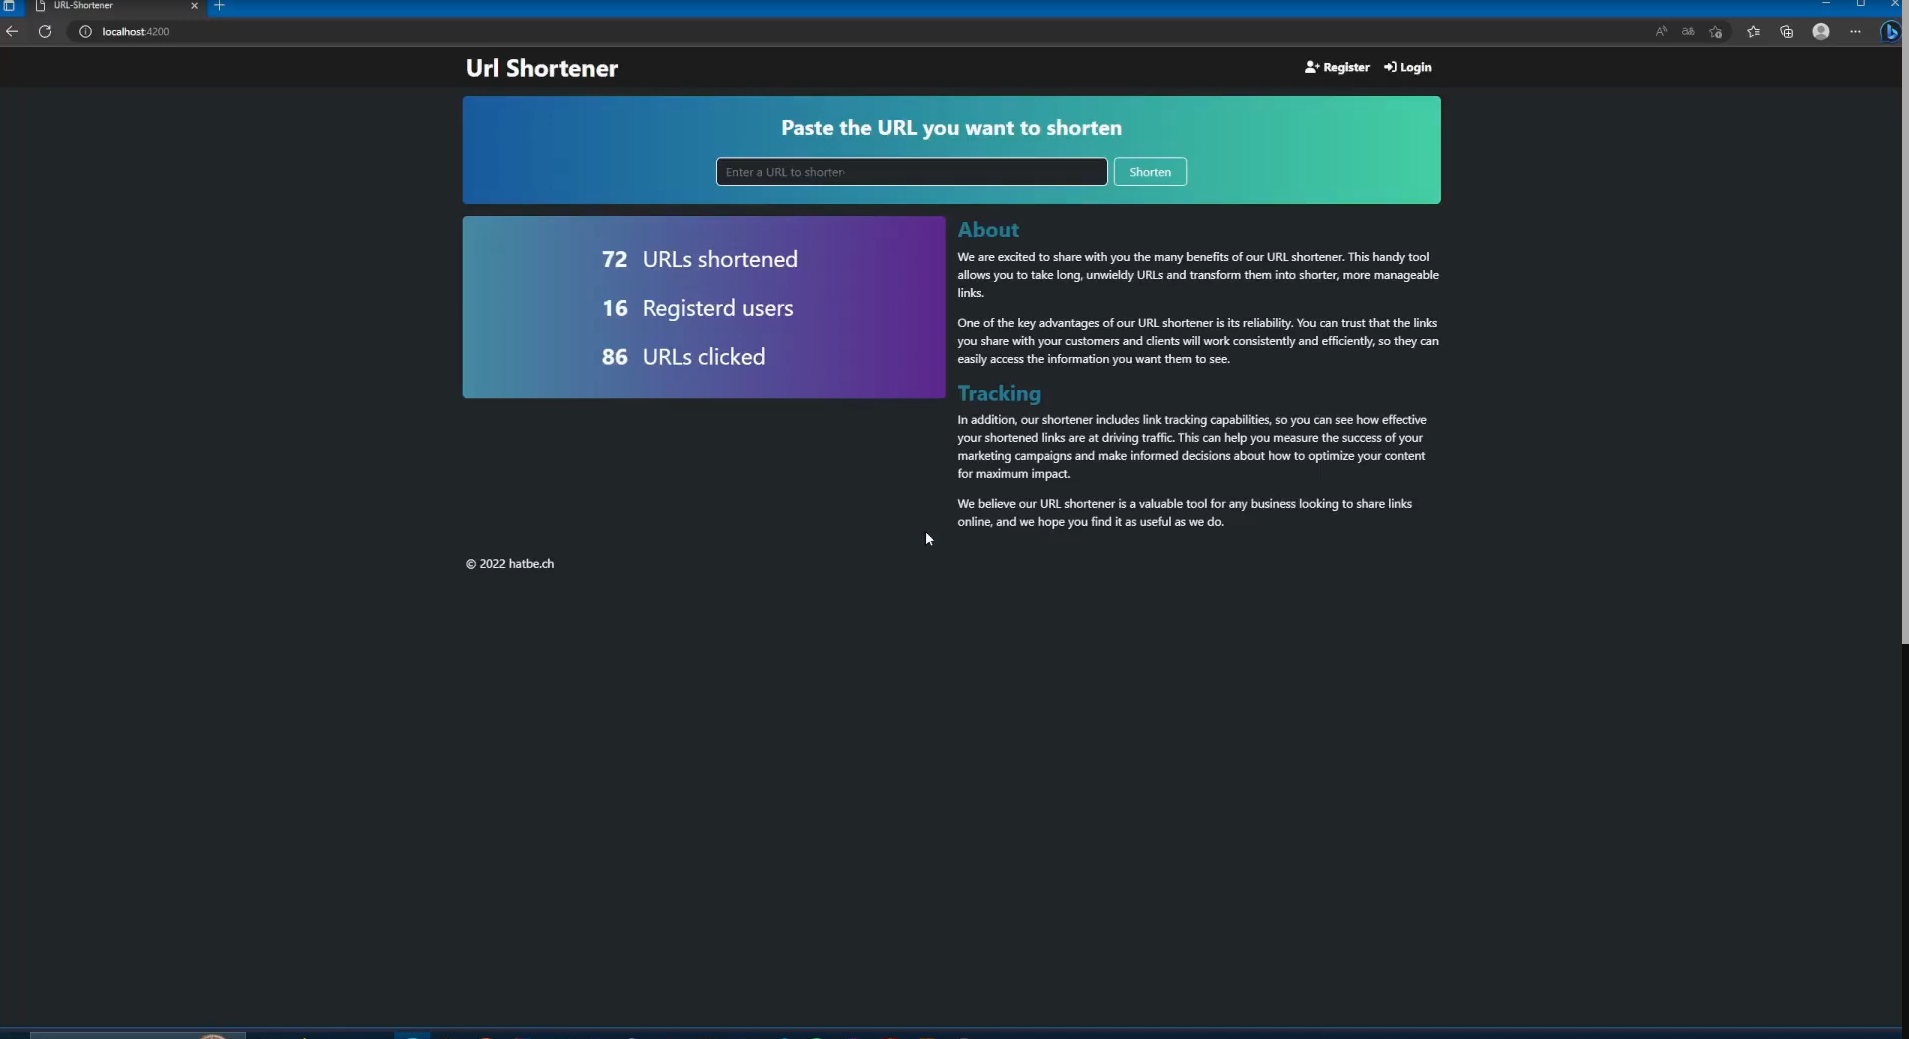 URL-Shortener
localhost:4200
Url Shortener
Register
Login
Paste the URL you want to shorten
Enter a URL to shorten
Shorten
72 URLs shortened
16 Registerd users
86 URLs clicked
About
We are excited to share with you the many benefits of our URL shortener. This handy tool
allows you to take long, unwieldy URLs and transform them into shorter, more manageable
links.
One of the key advantages of our URL shortener is its reliability. You can trust that the links
you share with your customers and clients will work consistently and efficiently, so they can
easily access the information you want them to see.
Tracking
In addition, our shortener includes link tracking capabilities, so you can see how effective
your shortened links are at driving traffic. This can help you measure the success of your
marketing campaigns and make informed decisions about how to optimize your content
for maximum impact.
We believe our URL shortener is a valuable tool for any business looking to share links
online, and we hope you find it as useful as we do.
© 2022 hatbe.ch